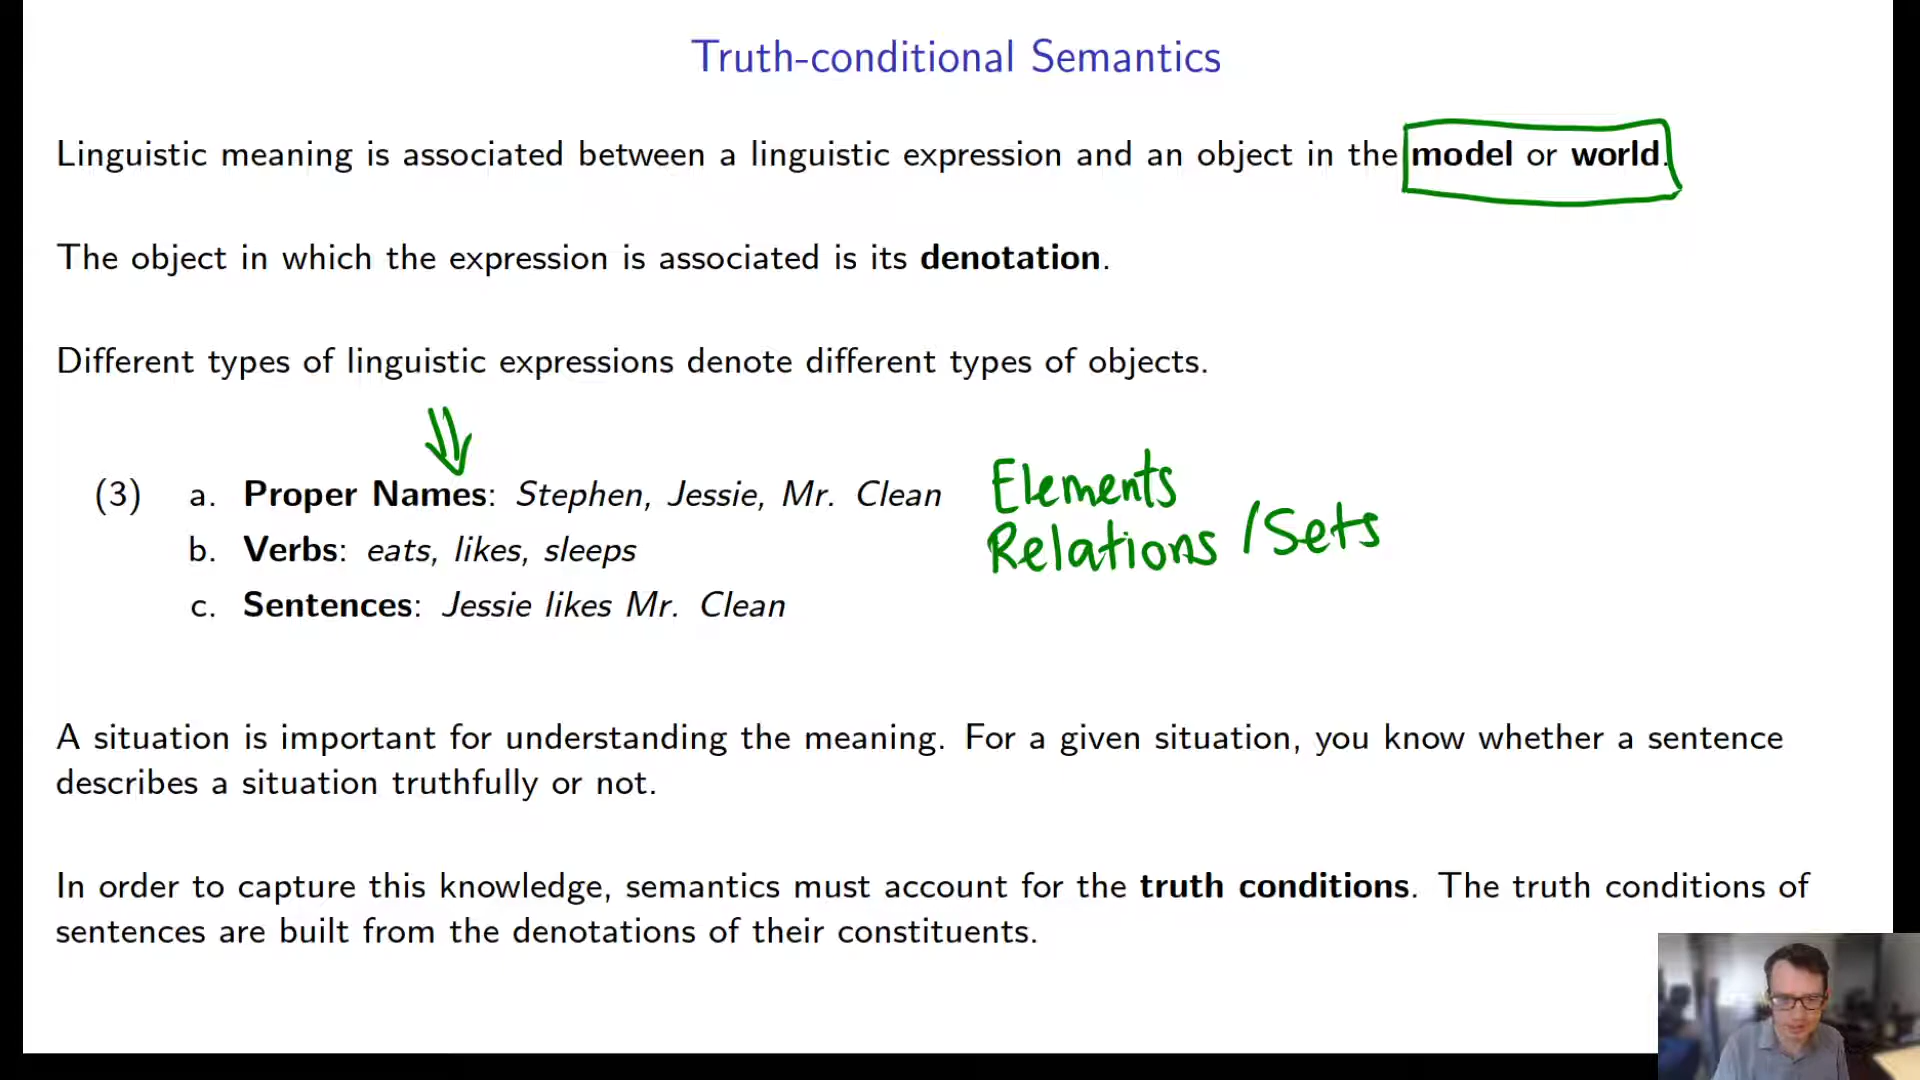 Truth-conditional Semantics
Linguistic meaning is associated between a linguistic expression and an object in the model or world.
The object in which the expression is associated is its denotation.
Different types of linguistic expressions denote different types of objects.
(3) a. Proper Names: Stephen, Jessie, Mr. Clean Elements
b. Verbs: eats, likes, sleeps Relations / Sets
c. Sentences: Jessie likes Mr. Clean
A situation is important for understanding the meaning. For a given situation, you know whether a sentence
describes a situation truthfully or not.
In order to capture this knowledge, semantics must account for the truth conditions. The truth conditions of
sentences are built from the denotations of their constituents.